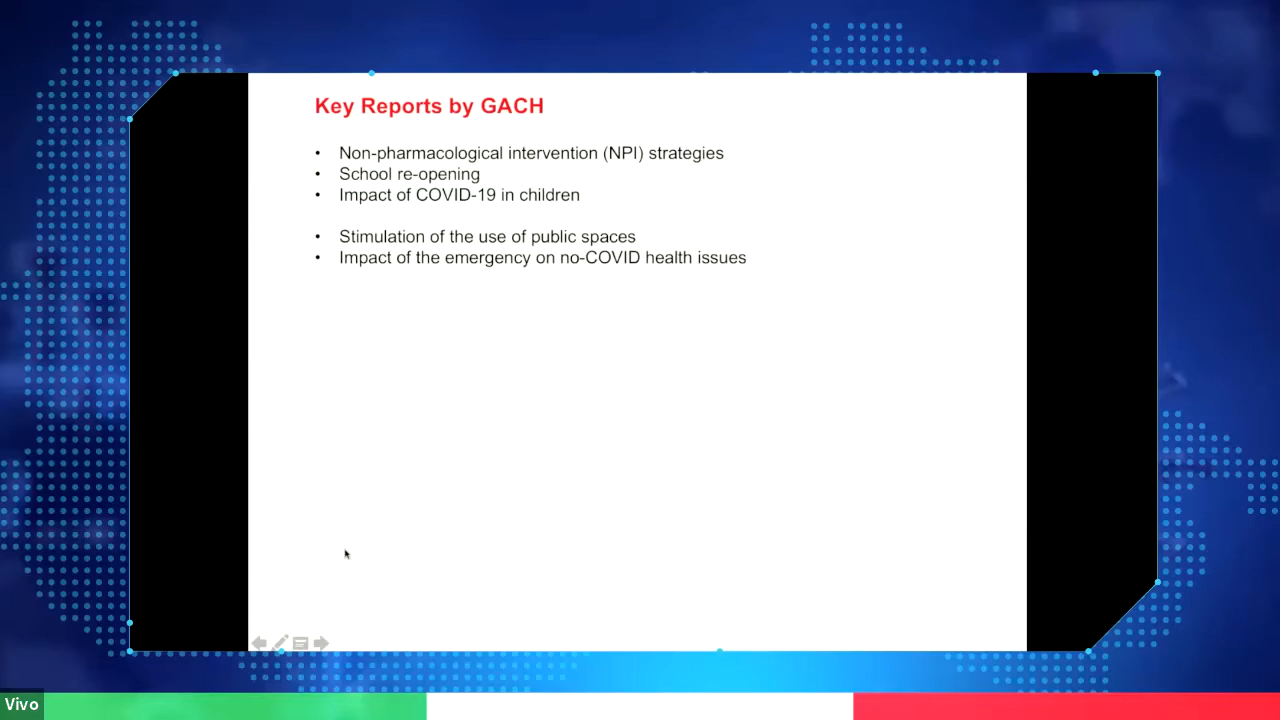 Key Reports by GACH
• Non-pharmacological intervention (NPI) strategies
• School re-opening
• Impact of COVID-19 in children
• Stimulation of the use of public spaces
• Impact of the emergency on no-COVID health issues
Vivo